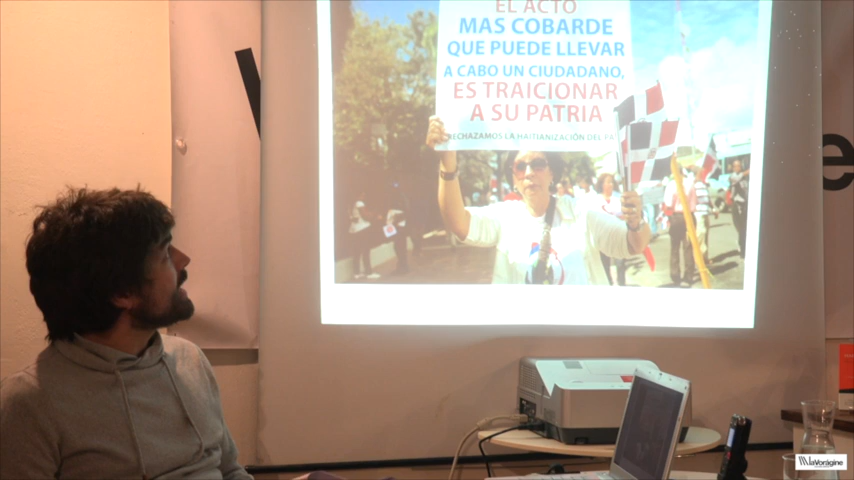 EL ACTO
MAS COBARDE
QUE PUEDE LLEVAR
A CABO UN CIUDADANO,
ES TRAICIONAR
A SU PATRIA
RECHAZAMOS LA HAITIANIZACIÓN DEL
e
laVorágine